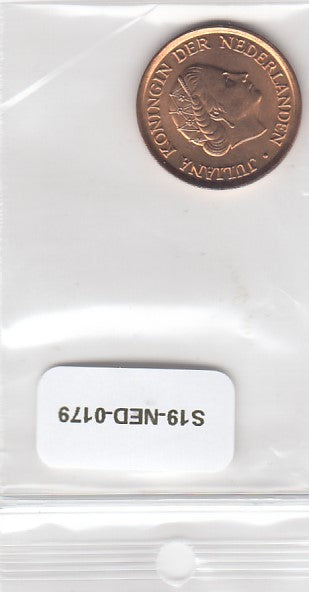 JULIANA KONINGIN DER NEDERLANDEN •
S19-NED-0179